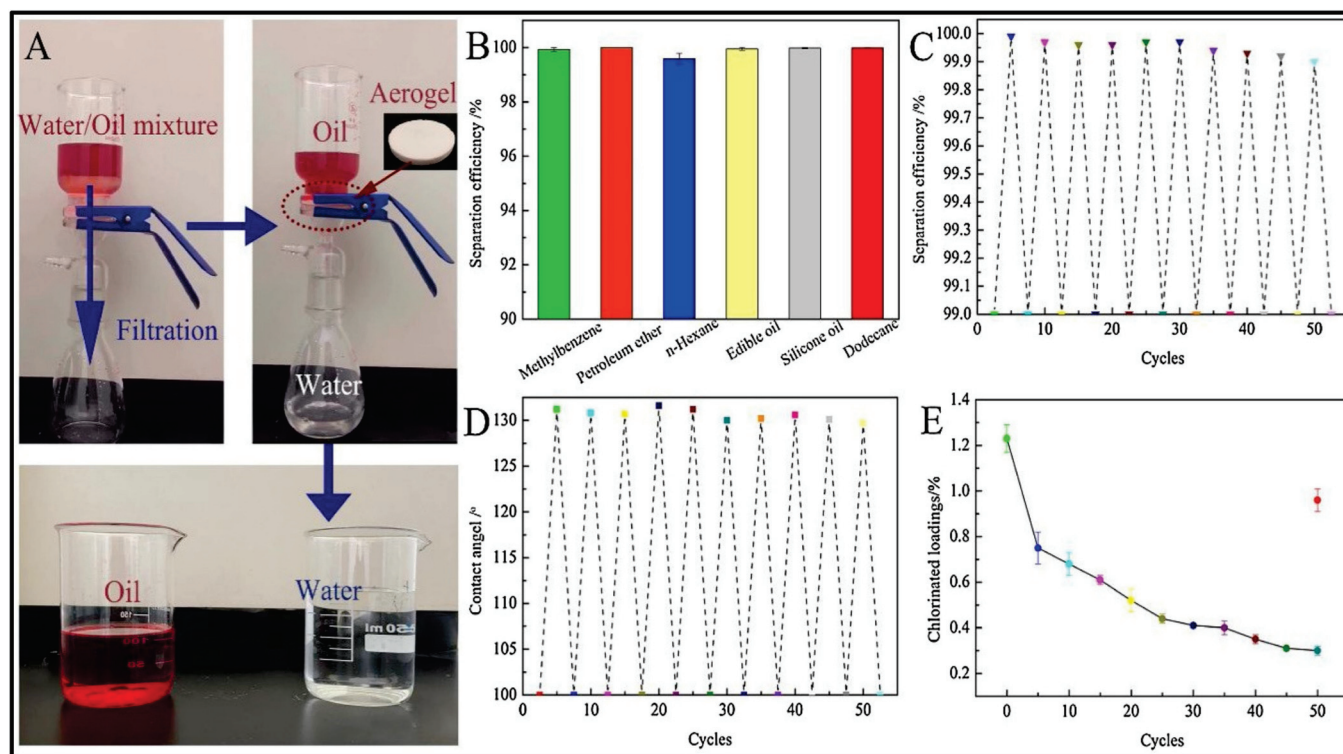 A
Water/Oil mixture
Filtration
Oil
Aerogel
Water
Oil
Water
150
100
50
50 ml
B
Separation efficiency /%
100
98
96
94
92
90
Methylbenzene
Petroleum ether
n-Hexane
Edible oil
Silicone oil
Dodecane
C
Separation efficiency /%
100.0
99.9
99.8
99.7
99.6
99.5
99.4
99.3
99.2
99.1
99.0
0 10 20 30 40 50
Cycles
D
Contact angel /°
130
125
120
115
110
105
100
0 10 20 30 40 50
Cycles
E
Chlorinated loadings/%
1.4
1.2
1.0
0.8
0.6
0.4
0.2
0 10 20 30 40 50
Cycles